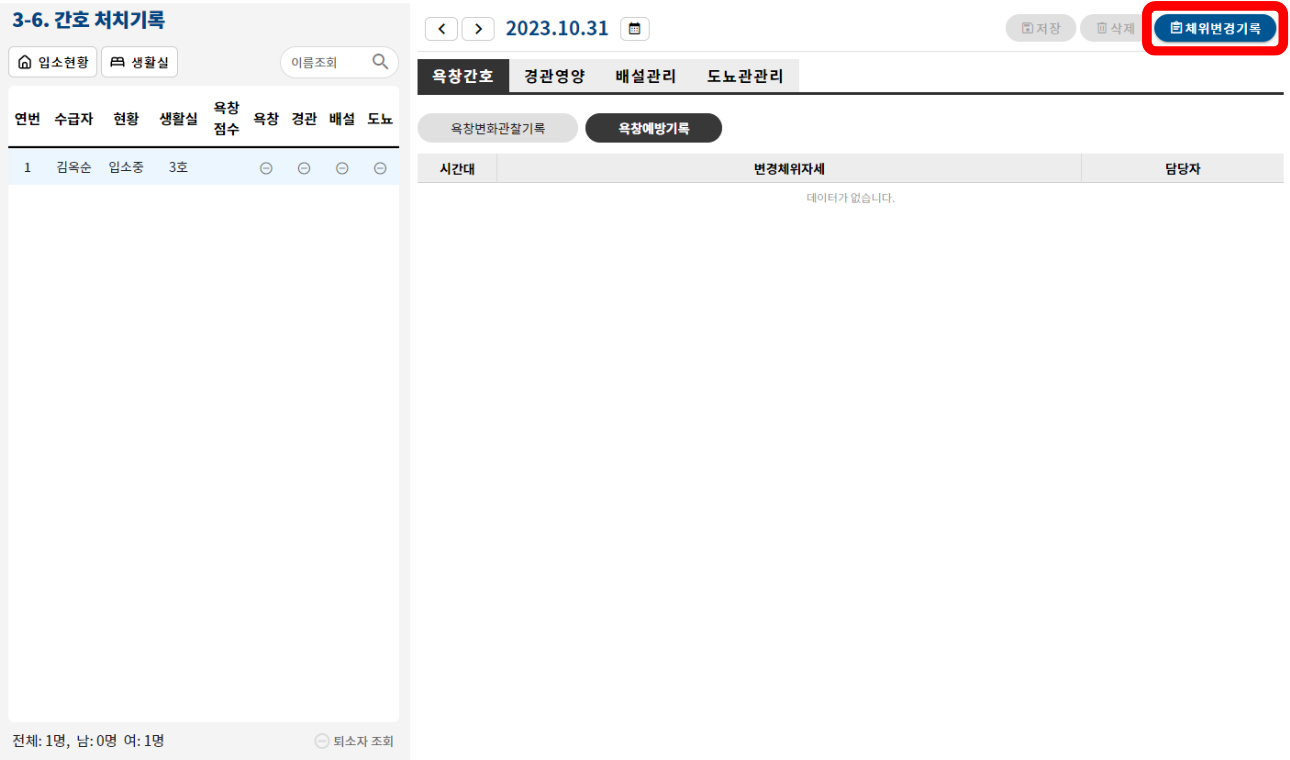 3-6. 간호 처치기록
입소현황 생활실 이름조회
연번 수급자 현황 생활실 욕창 점수 욕창 경관 배설 도뇨
1 김옥순 입소중 3호
전체: 1명, 남: 0명 여: 1명 퇴소자 조회
2023.10.31 저장 삭제 체위변경기록
욕창간호 경관영양 배설관리 도뇨관관리
욕창변화관찰기록 욕창예방기록
시간대 변경체위자세 담당자
데이터가 없습니다.